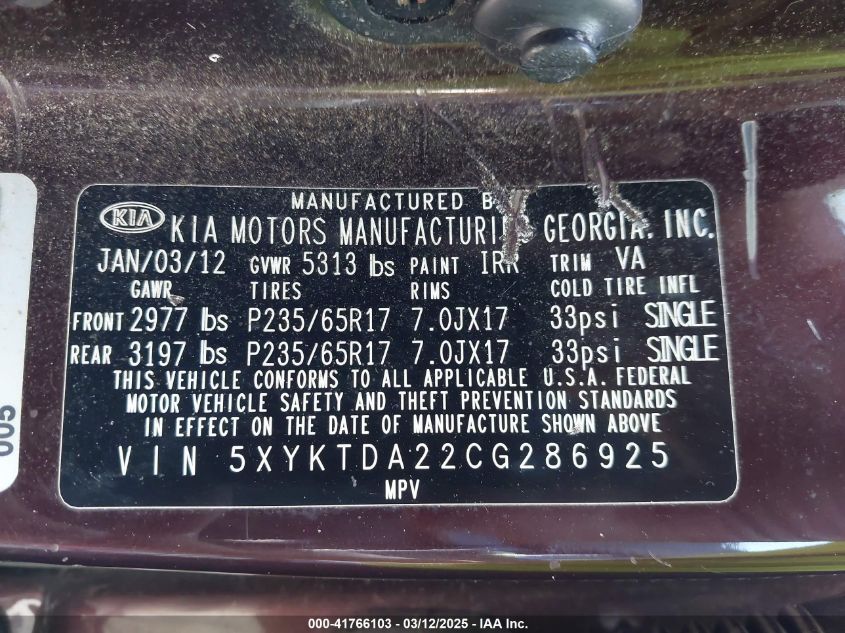 MANUFACTURED
KIA KIA MOTORS MANUFACTURING GEORGIA, INC.
JAN/03/12 GVWR 5313 lbs PAINT IRR TRIM VA
GAWR TIRES RIMS COLD TIRE INFL
FRONT 2977 lbs P235/65R17 7.0JX17 33psi SINGLE
REAR 3197 lbs P235/65R17 7.0JX17 33psi SINGLE
THIS VEHICLE CONFORMS TO ALL APPLICABLE U.S.A. FEDERAL
MOTOR VEHICLE SAFETY AND THEFT PREVENTION STANDARDS
IN EFFECT ON THE DATE OF MANUFACTURE SHOWN ABOVE
VIN 5XYKTDA22CG286925
MPV
005
000-41766103 - 03/12/2025 - IAA Inc.